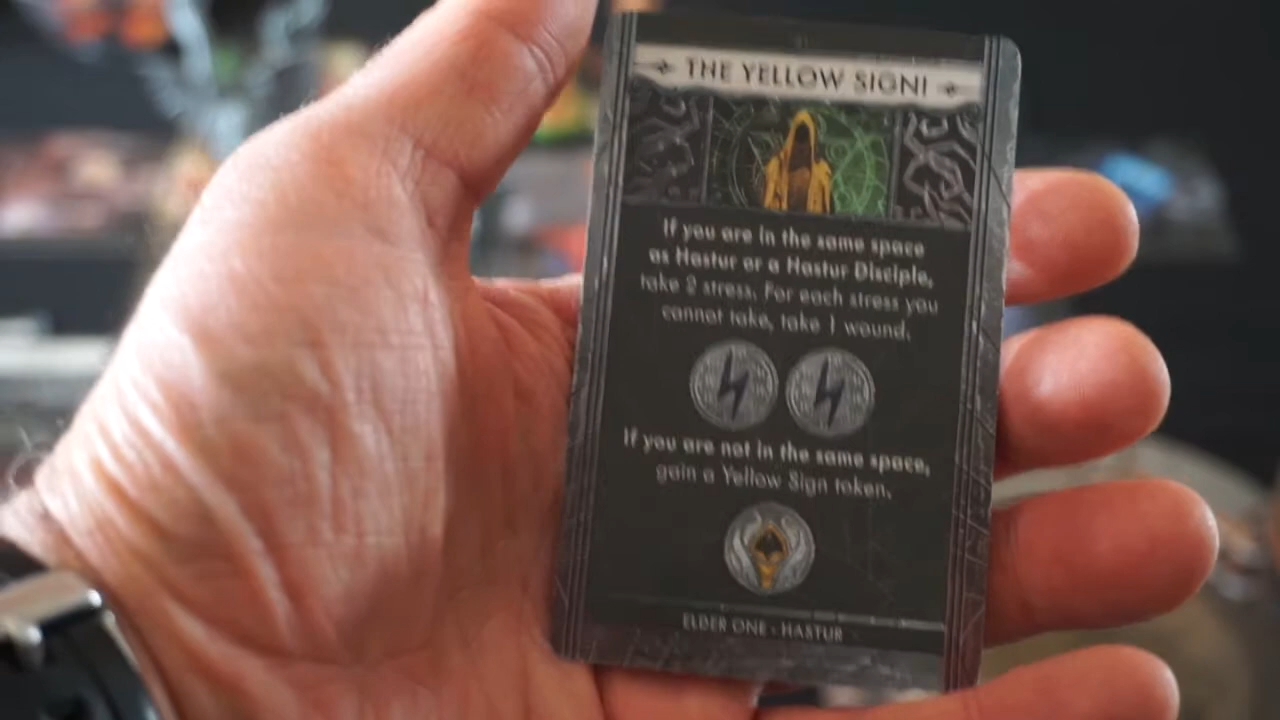 THE YELLOW SIGN!
If you are in the same space
as Hastur or a Hastur Disciple,
take 2 stress. For each stress you
cannot take, take 1 wound.
If you are not in the same space,
gain a Yellow Sign token.
ELDER ONE - HASTUR